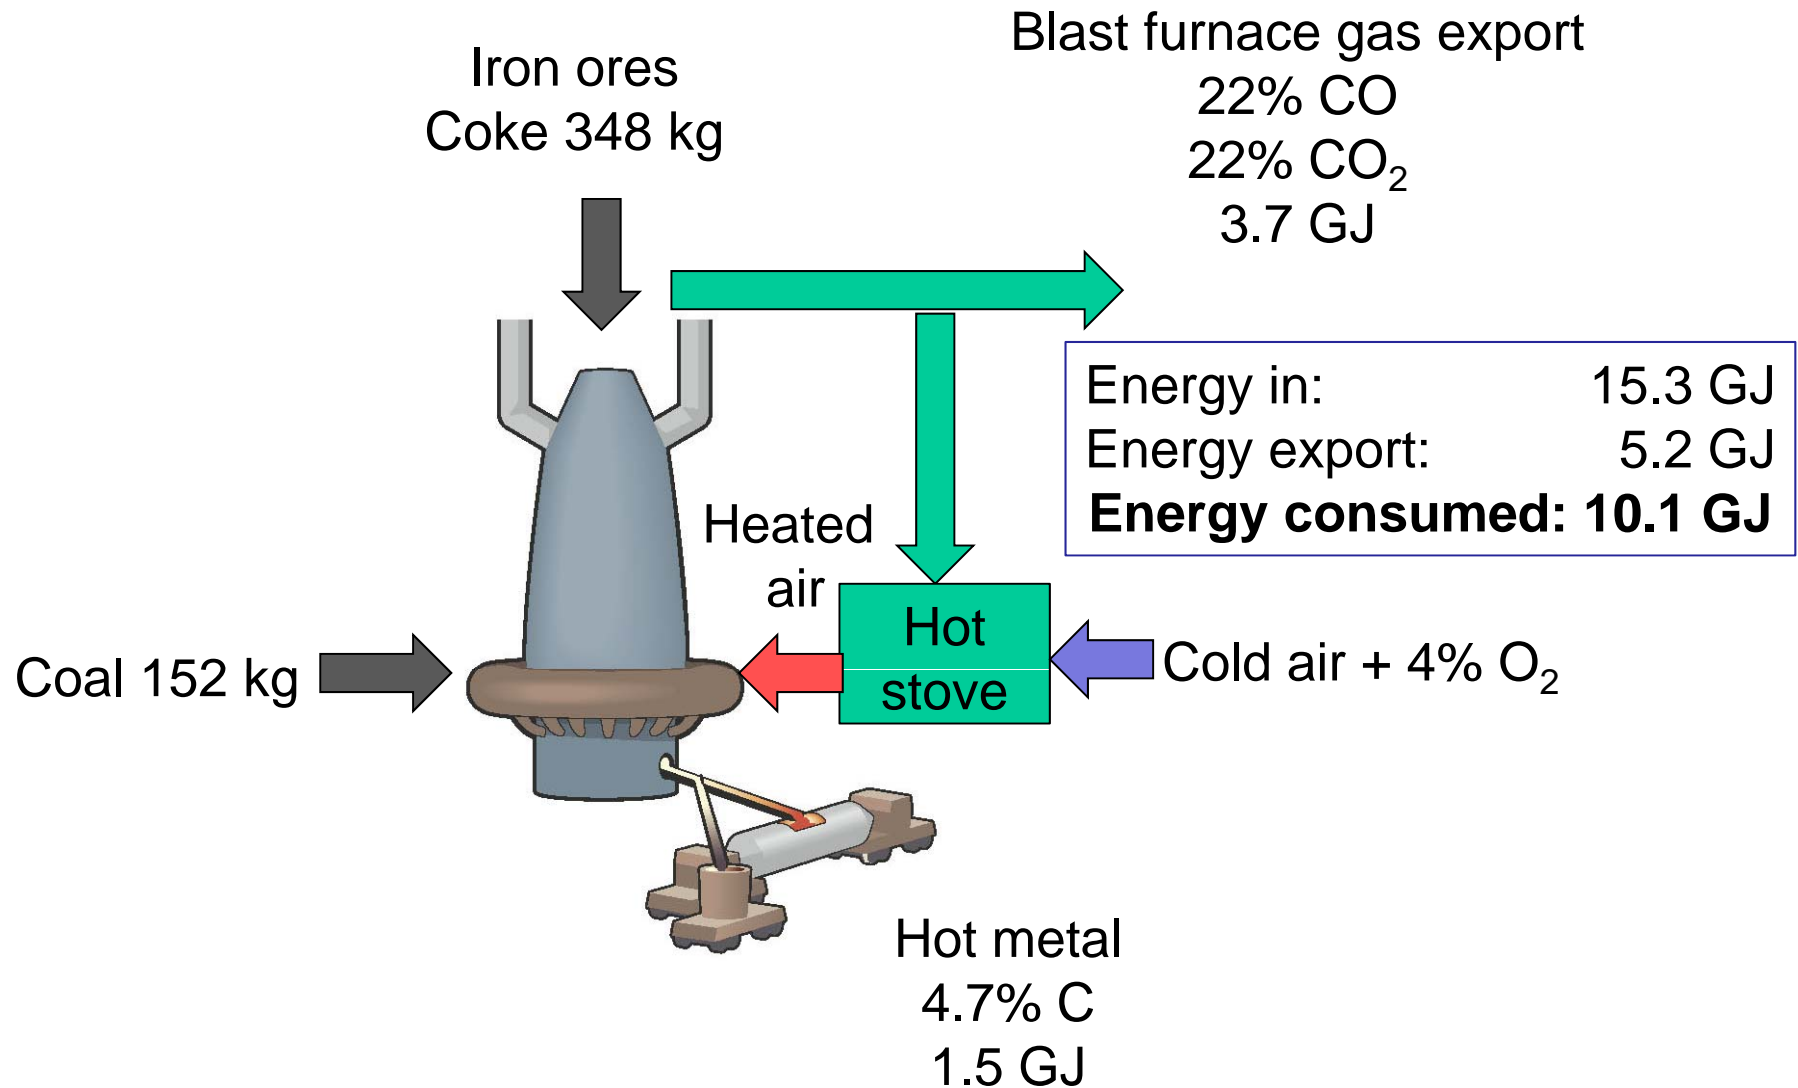 Blast furnace gas export
22% CO
22% CO₂
3.7 GJ
Iron ores
Coke 348 kg
Energy in: 15.3 GJ
Energy export: 5.2 GJ
Energy consumed: 10.1 GJ
Heated
air
Hot
stove
Cold air + 4% O₂
Coal 152 kg
Hot metal
4.7% C
1.5 GJ